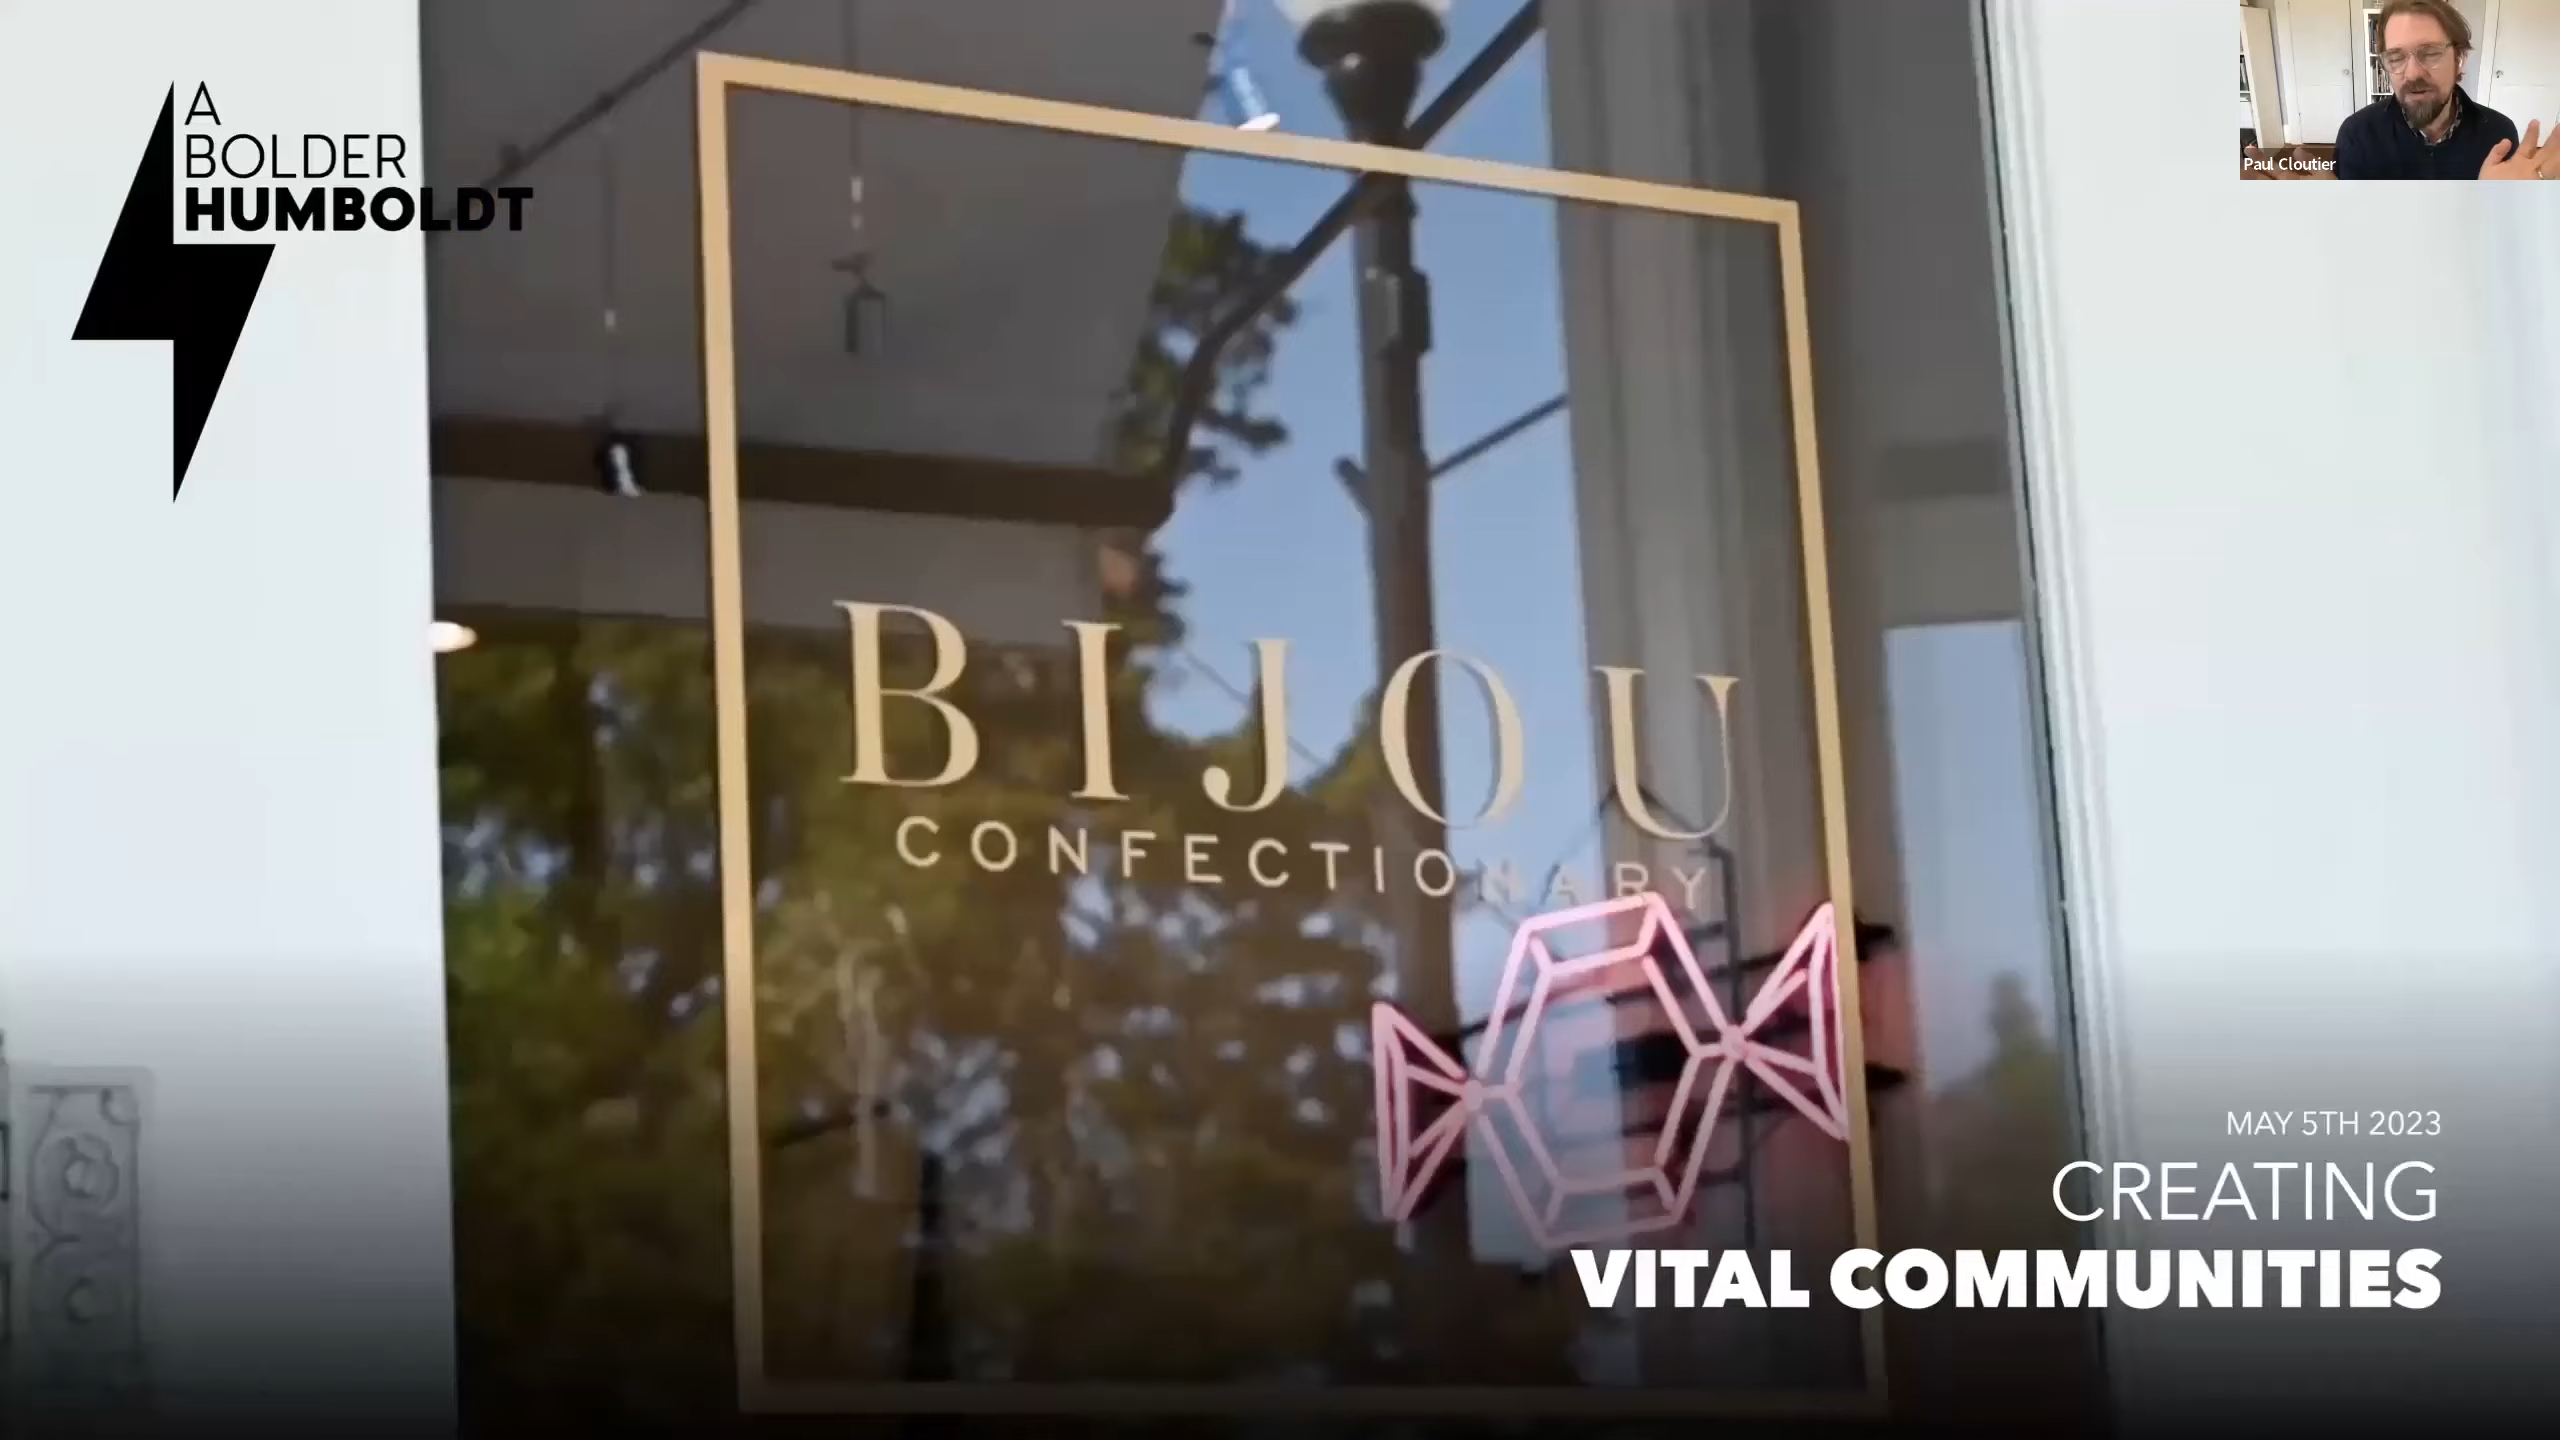 A
BOLDER
HUMBOLDT
Paul Cloutier
BIJOU
CONFECTIONARY
MAY 5TH 2023
CREATING
VITAL COMMUNITIES